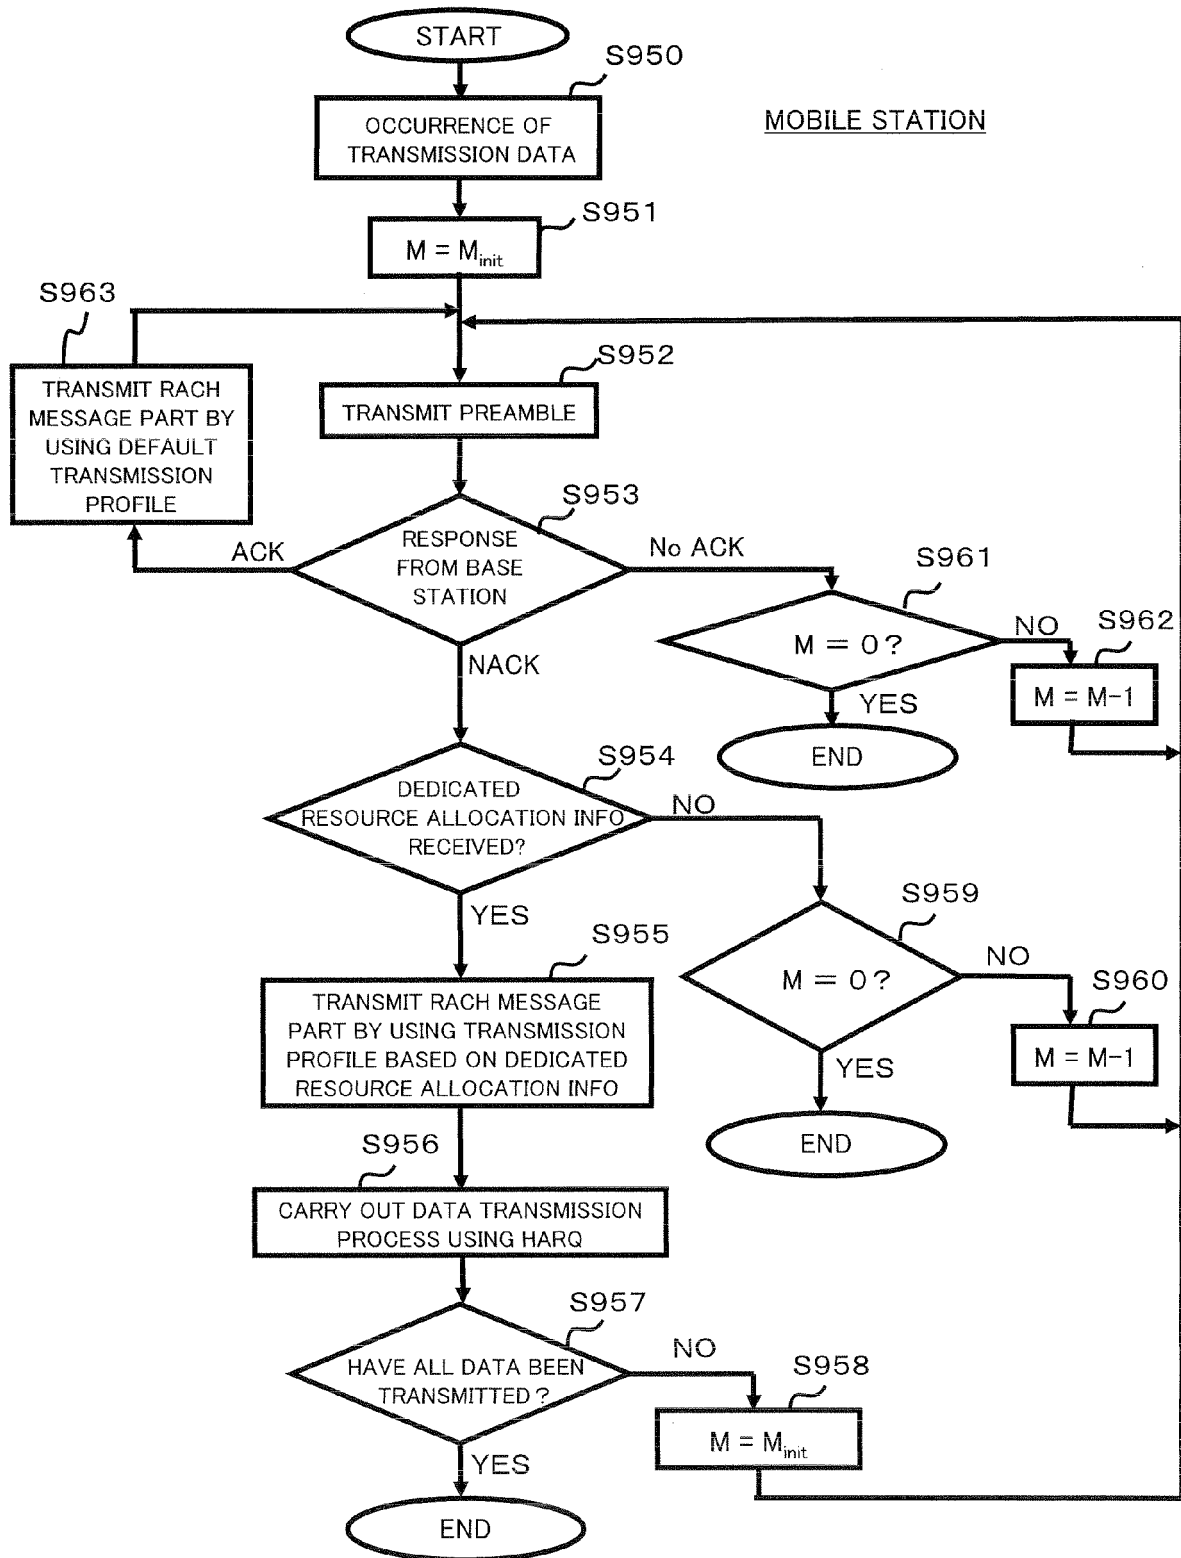 START
S950
OCCURRENCE OF
TRANSMISSION DATA
MOBILE STATION
S951
M = Minit
S963
TRANSMIT RACH
MESSAGE PART BY
USING DEFAULT
TRANSMISSION
PROFILE
S952
TRANSMIT PREAMBLE
S953
RESPONSE
FROM BASE
STATION
ACK
No ACK
NACK
S961
M = 0?
NO
YES
S962
M = M-1
END
S954
DEDICATED
RESOURCE ALLOCATION INFO
RECEIVED?
NO
YES
S959
M = 0?
NO
YES
S960
M = M-1
END
S955
TRANSMIT RACH MESSAGE
PART BY USING TRANSMISSION
PROFILE BASED ON DEDICATED
RESOURCE ALLOCATION INFO
S956
CARRY OUT DATA TRANSMISSION
PROCESS USING HARQ
S957
HAVE ALL DATA BEEN
TRANSMITTED?
NO
YES
S958
M = Minit
END